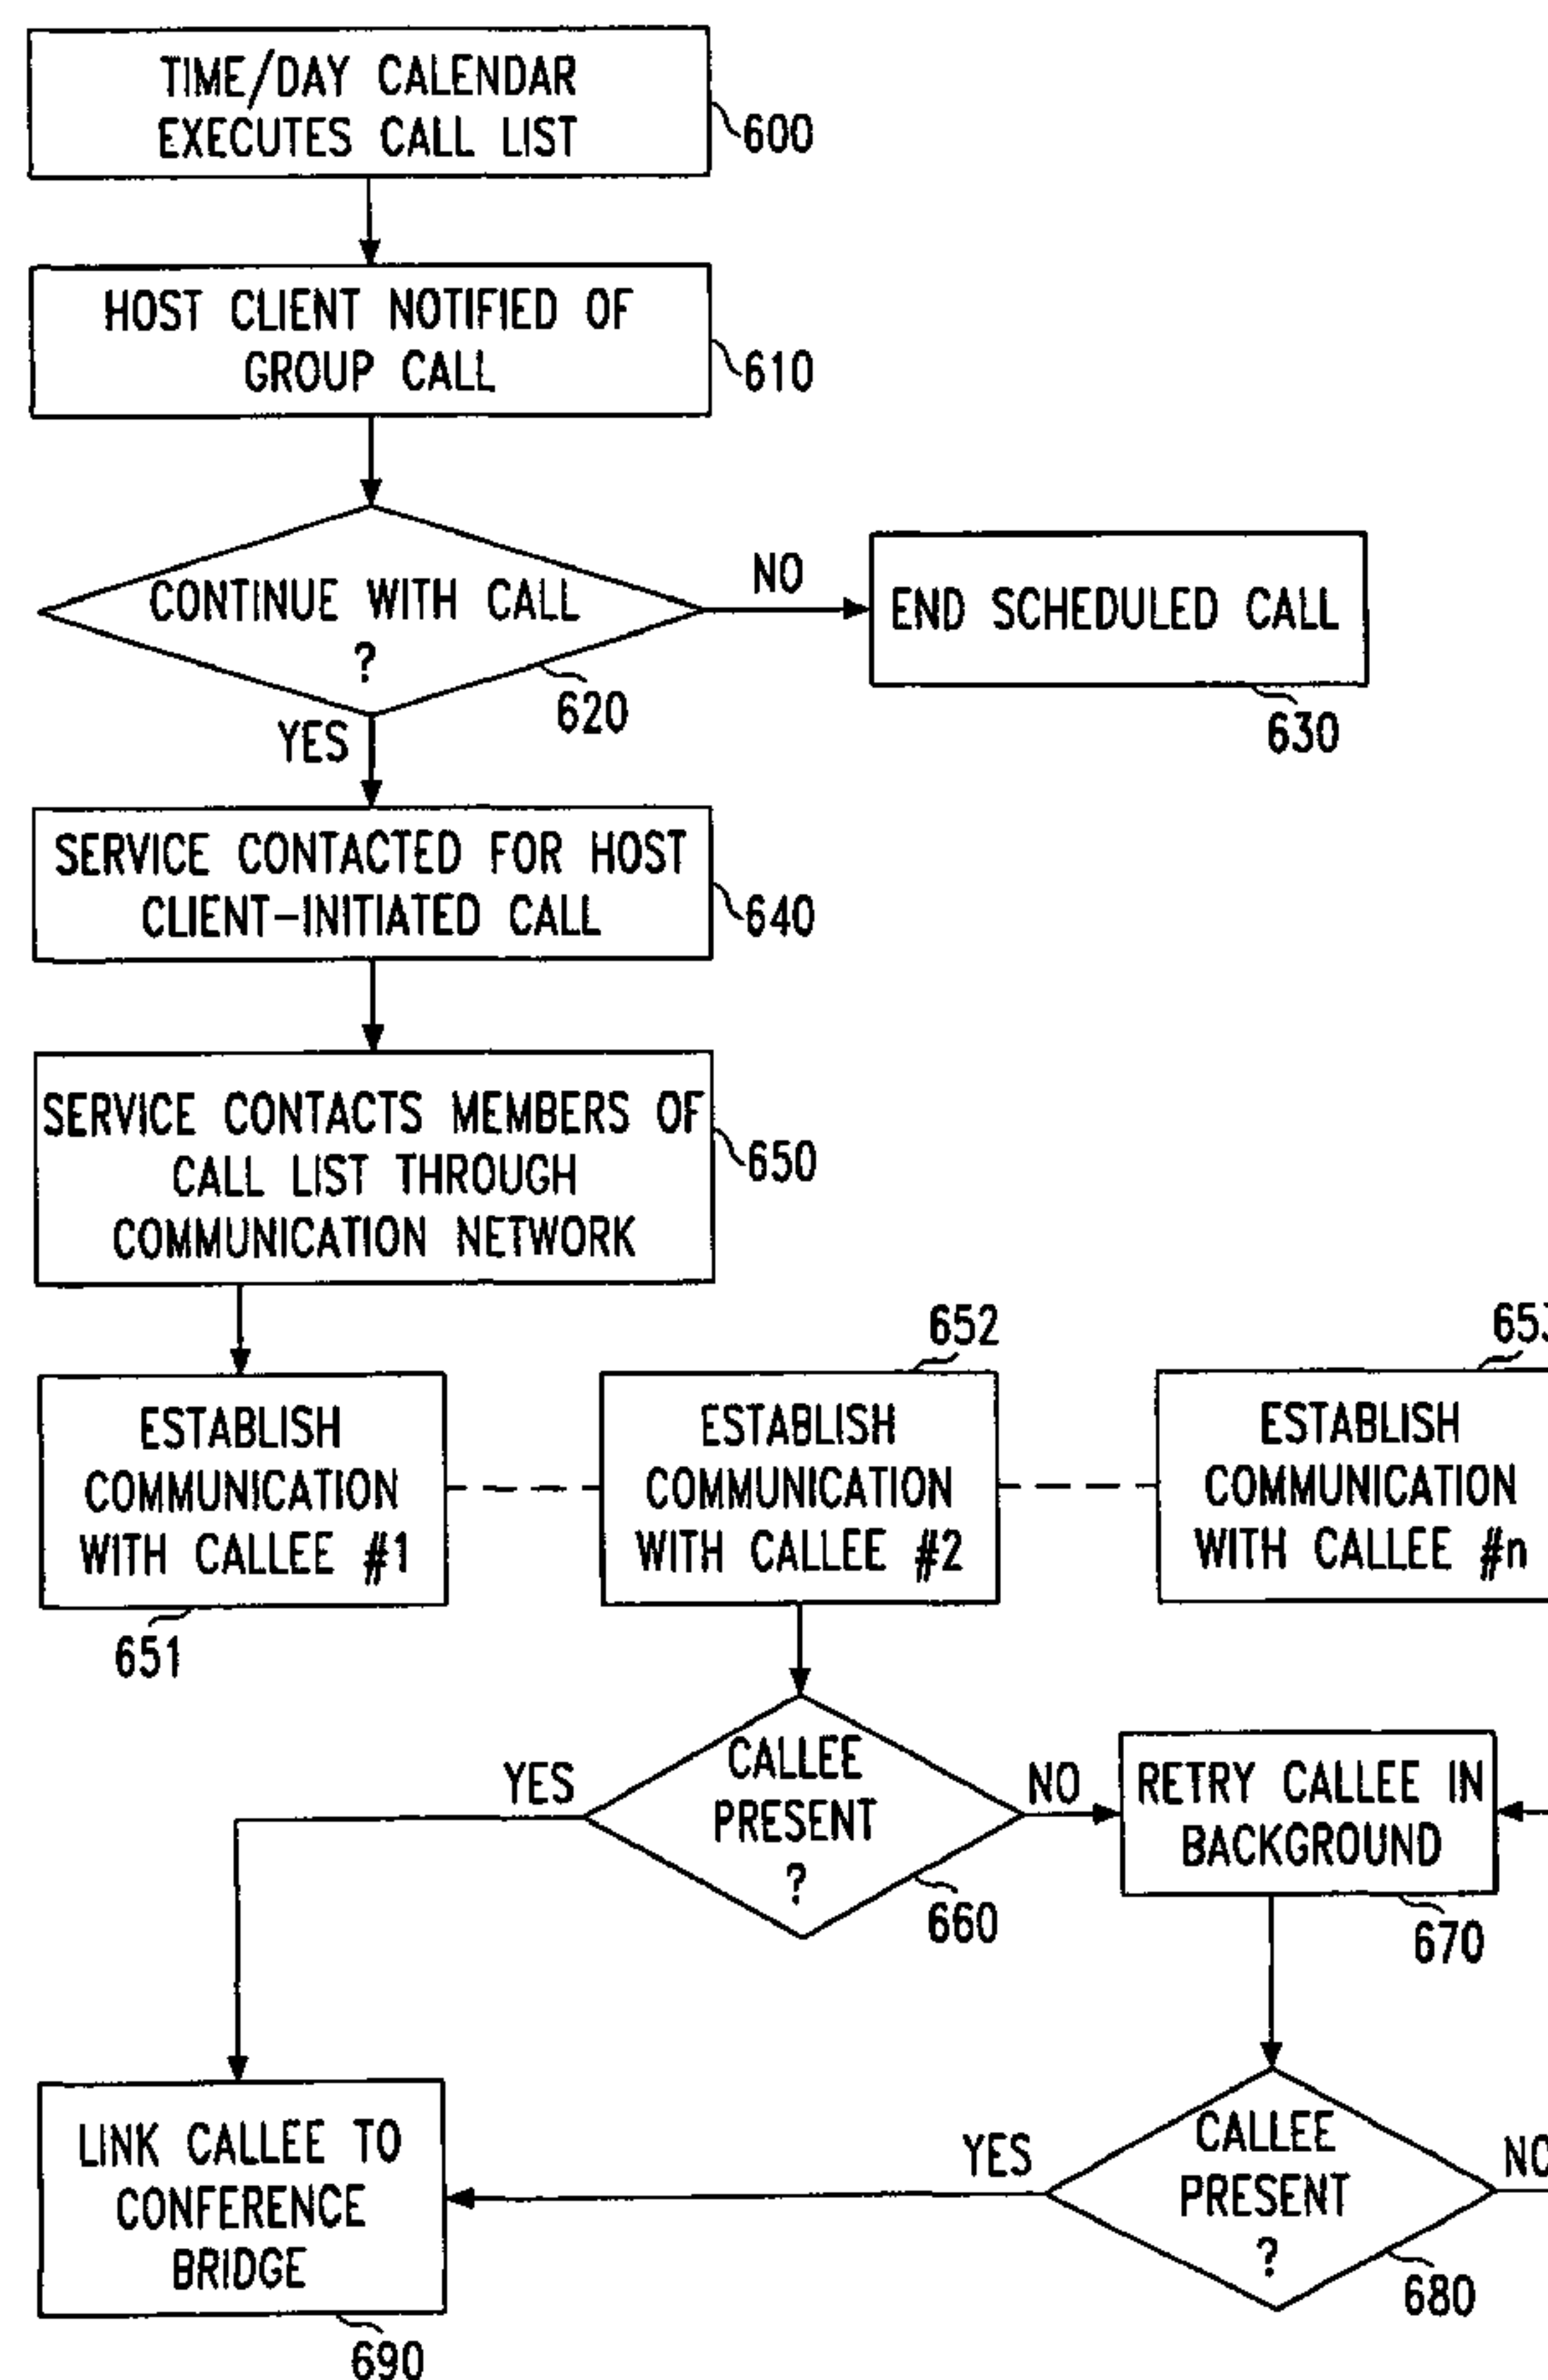 TIME/DAY CALENDAR
EXECUTES CALL LIST
600
HOST CLIENT NOTIFIED OF
GROUP CALL
610
CONTINUE WITH CALL
?
620
NO
END SCHEDULED CALL
630
YES
SERVICE CONTACTED FOR HOST
CLIENT-INITIATED CALL
640
SERVICE CONTACTS MEMBERS OF
CALL LIST THROUGH
COMMUNICATION NETWORK
650
ESTABLISH
COMMUNICATION
WITH CALLEE #1
651
652
ESTABLISH
COMMUNICATION
WITH CALLEE #2
653
ESTABLISH
COMMUNICATION
WITH CALLEE #n
YES
CALLEE
PRESENT
?
660
NO
RETRY CALLEE IN
BACKGROUND
670
LINK CALLEE TO
CONFERENCE
BRIDGE
690
YES
CALLEE
PRESENT
?
680
NO